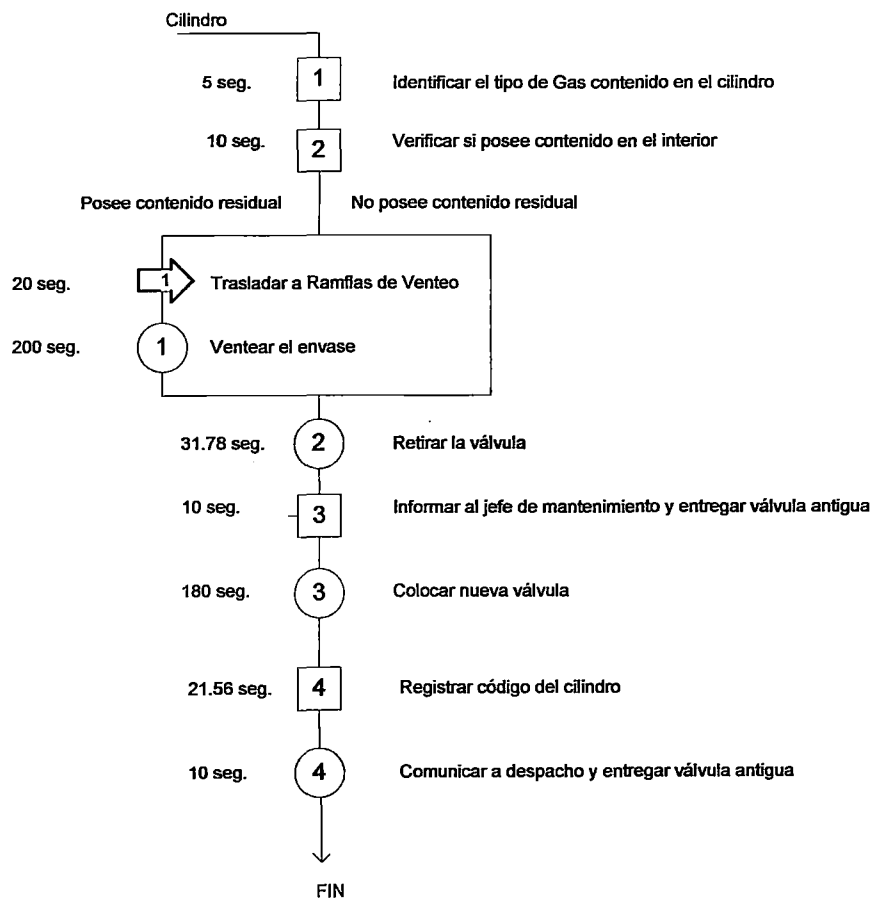 Cilindro
5 seg. 1 Identificar el tipo de Gas contenido en el cilindro
10 seg. 2 Verificar si posee contenido en el interior
Posee contenido residual No posee contenido residual
20 seg. 1 Trasladar a Ramflas de Venteo
200 seg. 1 Ventear el envase
31.78 seg. 2 Retirar la válvula
10 seg. 3 Informar al jefe de mantenimiento y entregar válvula antigua
180 seg. 3 Colocar nueva válvula
21.56 seg. 4 Registrar código del cilindro
10 seg. 4 Comunicar a despacho y entregar válvula antigua
FIN